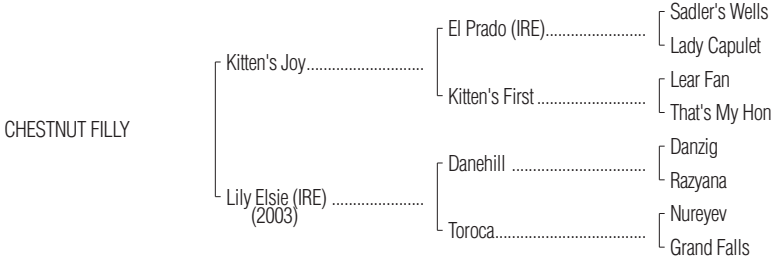 Sadler's Wells
El Prado (IRE)..........................
Lady Capulet
Kitten's Joy..............................
Lear Fan
Kitten's First ............................
That's My Hon
CHESTNUT FILLY
Danzig
Danehill ...................................
Razyana
Lily Elsie (IRE) ........................
(2003)
Nureyev
Toroca.......................................
Grand Falls